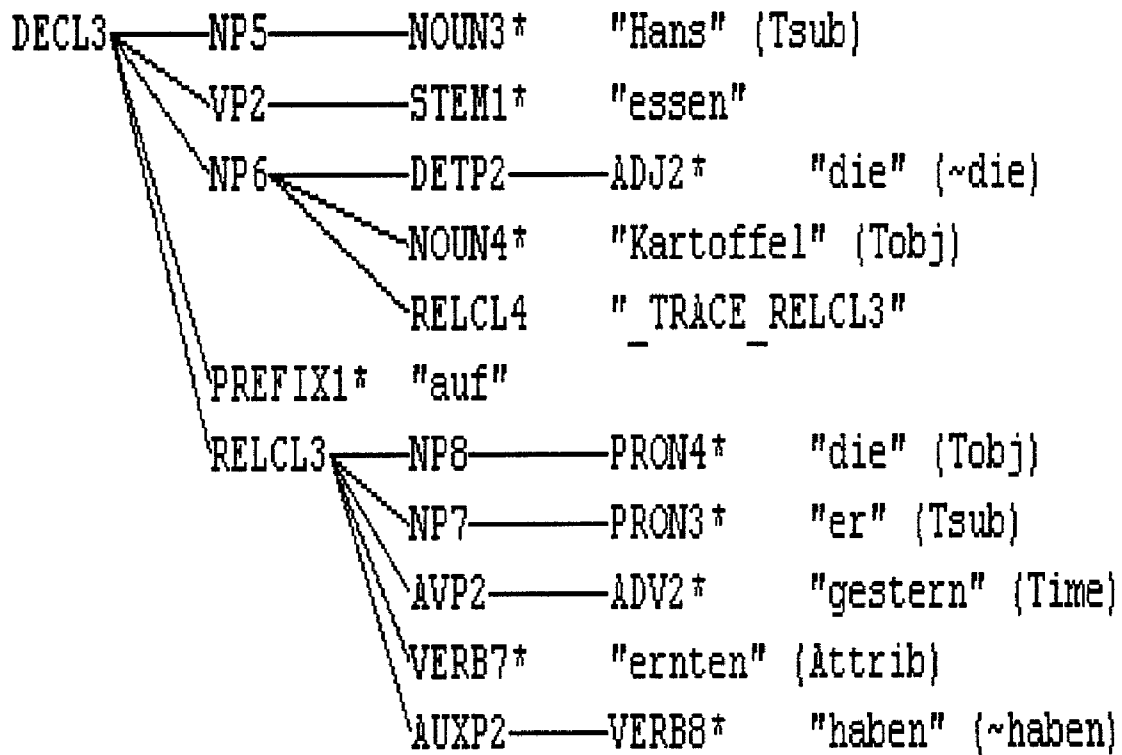 DECL3 NP5 NOUN3* "Hans" (Tsub)
VP2 STEM1* "essen"
NP6 DETP2 ADJ2* "die" (~die)
NOUN4* "Kartoffel" (Tobj)
RELCL4 "_TRACE_RELCL3"
PREFIX1* "auf"
RELCL3 NP8 PRON4* "die" (Tobj)
NP7 PRON3* "er" (Tsub)
AVP2 ADV2* "gestern" (Time)
VERB7* "ernten" (Attrib)
AUXP2 VERB8* "haben" (~haben)